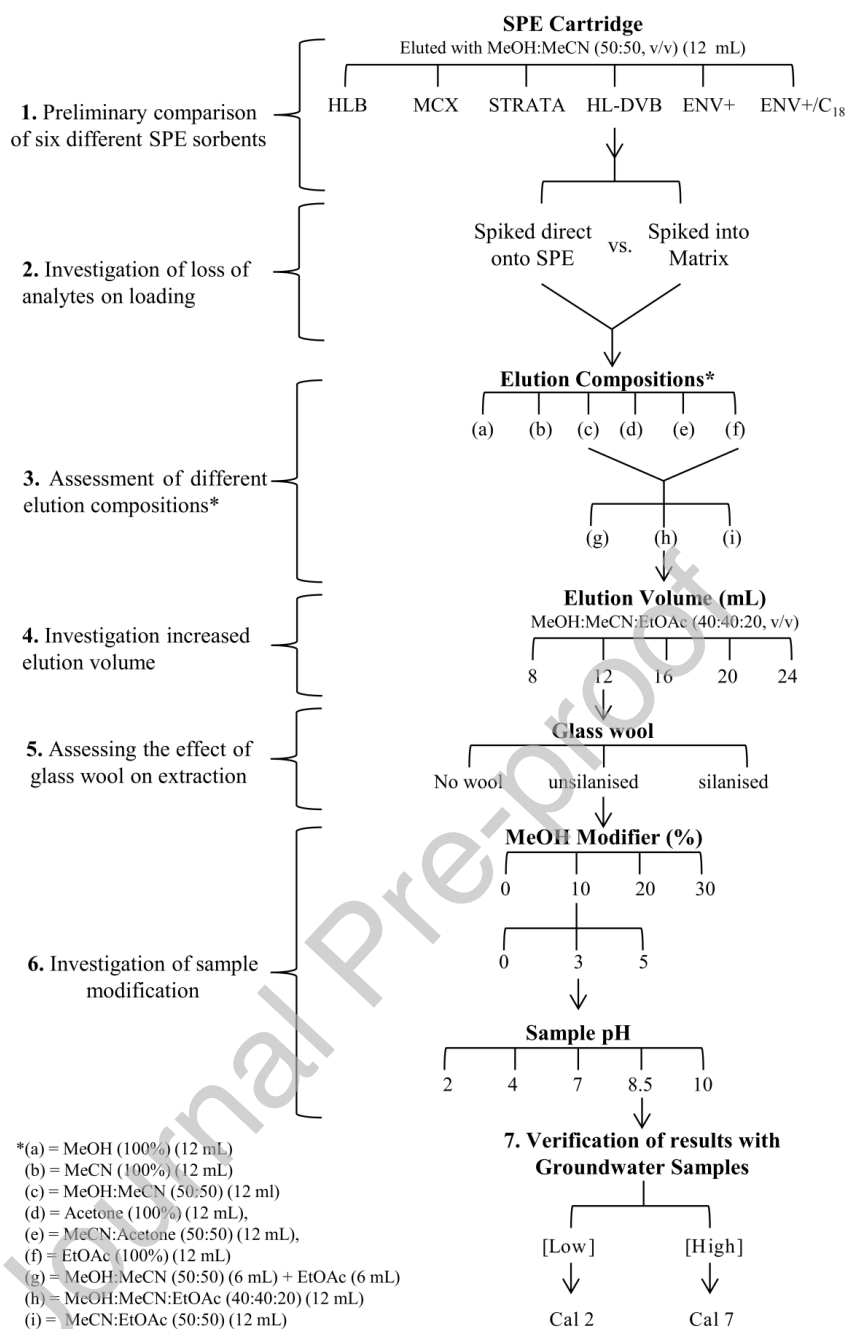 SPE Cartridge
Eluted with MeOH:MeCN (50:50, v/v) (12 mL)
HLB MCX STRATA HL-DVB ENV+ ENV+/C18
1. Preliminary comparison
of six different SPE sorbents
Spiked direct
onto SPE
vs.
Spiked into
Matrix
2. Investigation of loss of
analytes on loading
Elution Compositions*
(a) (b) (c) (d) (e) (f)
3. Assessment of different
elution compositions*
(g) (h) (i)
Elution Volume (mL)
MeOH:MeCN:EtOAc (40:40:20, v/v)
4. Investigation increased
elution volume
8 12 16 20 24
Glass wool
5. Assessing the effect of
glass wool on extraction
No wool unsilanised silanised
MeOH Modifier (%)
0 10 20 30
0 3 5
6. Investigation of sample
modification
Sample pH
2 4 7 8.5 10
7. Verification of results with
Groundwater Samples
[Low] [High]
Cal 2 Cal 7
*(a) = MeOH (100%) (12 mL)
(b) = MeCN (100%) (12 mL)
(c) = MeOH:MeCN (50:50) (12 ml)
(d) = Acetone (100%) (12 mL),
(e) = MeCN:Acetone (50:50) (12 mL),
(f) = EtOAc (100%) (12 mL)
(g) = MeOH:MeCN (50:50) (6 mL) + EtOAc (6 mL)
(h) = MeOH:MeCN:EtOAc (40:40:20) (12 mL)
(i) = MeCN:EtOAc (50:50) (12 mL)
Journal Pre-proof